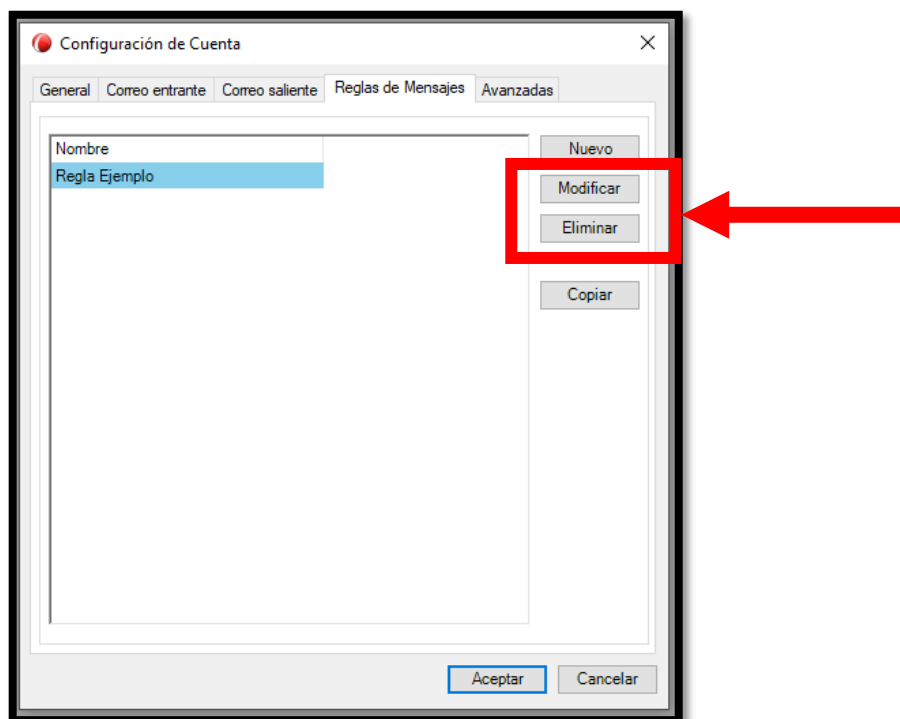 Configuración de Cuenta
General Correo entrante Correo saliente Reglas de Mensajes Avanzadas
Nombre
Regla Ejemplo
Nuevo
Modificar
Eliminar
Copiar
Aceptar Cancelar